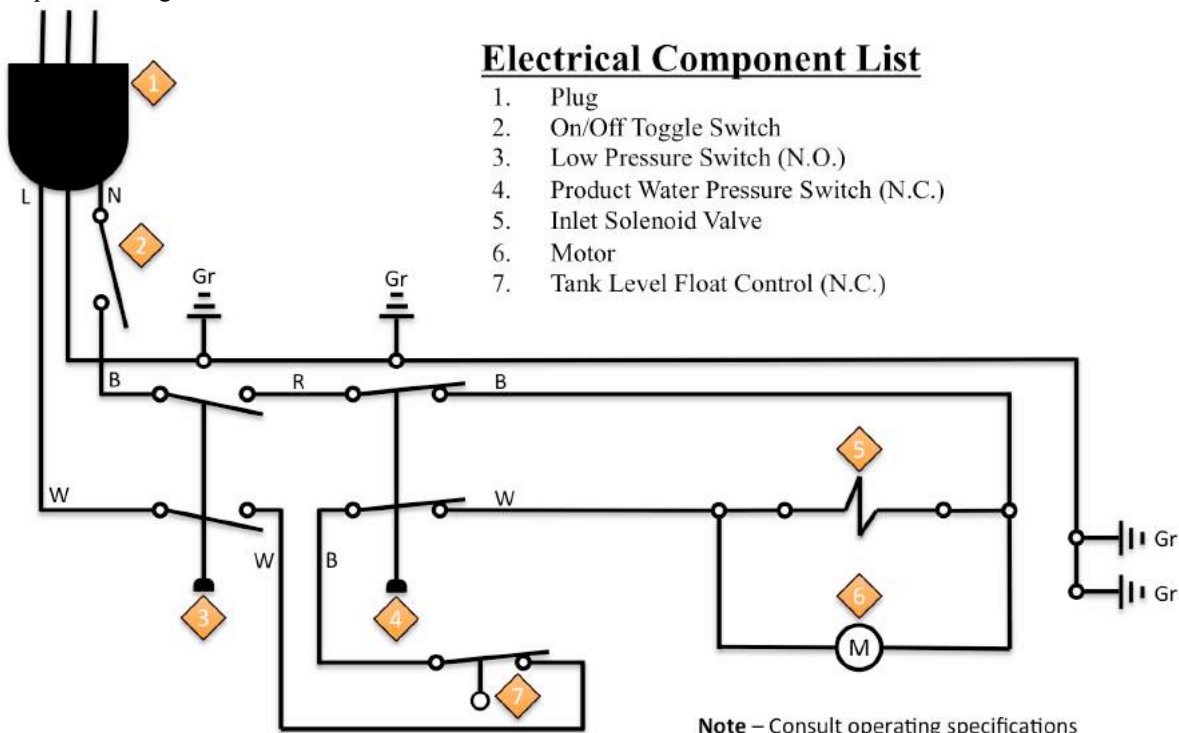 Electrical Component List
1. Plug
2. On/Off Toggle Switch
3. Low Pressure Switch (N.O.)
4. Product Water Pressure Switch (N.C.)
5. Inlet Solenoid Valve
6. Motor
7. Tank Level Float Control (N.C.)
1
L N
2
Gr Gr
B R B
5
W W
W B
Gr
3 4 6 Gr
M
7
Note – Consult operating specifications